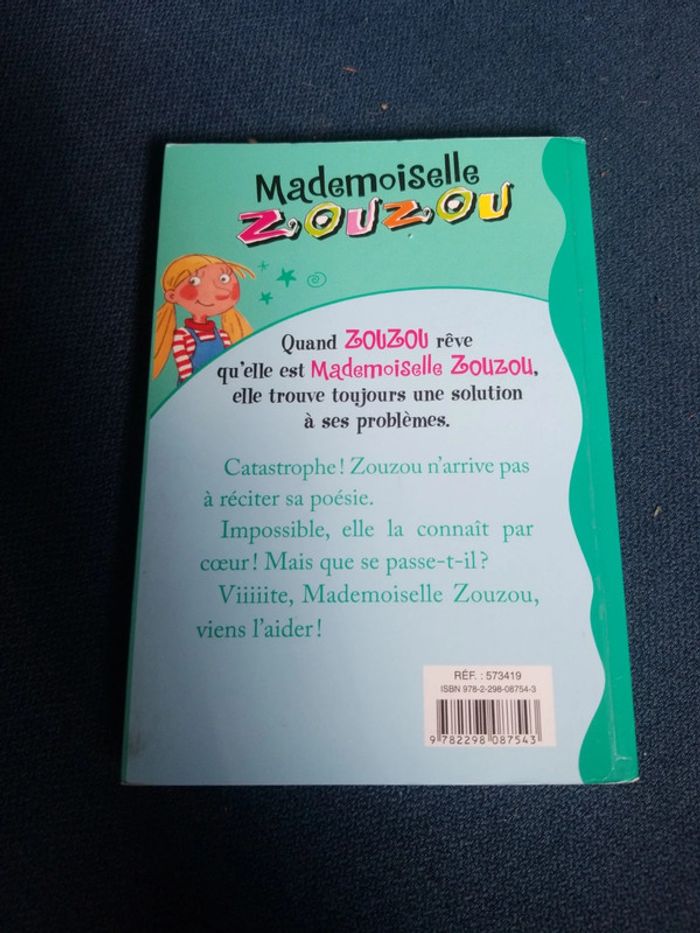 Mademoiselle
ZOUZOU
Quand ZOUZOU rêve
qu'elle est Mademoiselle ZOUZOU,
elle trouve toujours une solution
à ses problèmes.
Catastrophe ! Zouzou n'arrive pas
à réciter sa poésie.
Impossible, elle la connaît par
cœur ! Mais que se passe-t-il ?
Viiiiite, Mademoiselle Zouzou,
viens l'aider !
RÉF. : 573419
ISBN 978-2-298-08754-3
9 782298 087543